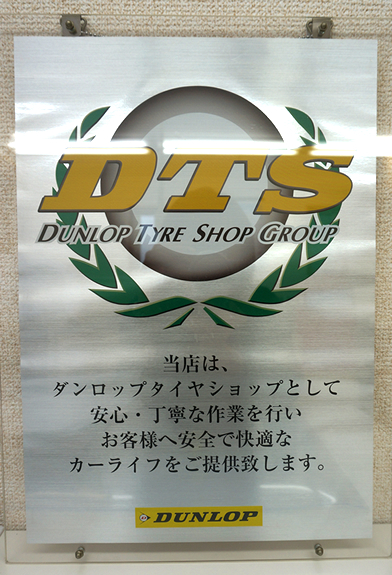 DTS
DUNLOP TYRE SHOP GROUP
当店は、
ダンロップタイヤショップとして
安心・丁寧な作業を行い
お客様へ安全で快適な
カーライフをご提供致します。
DUNLOP